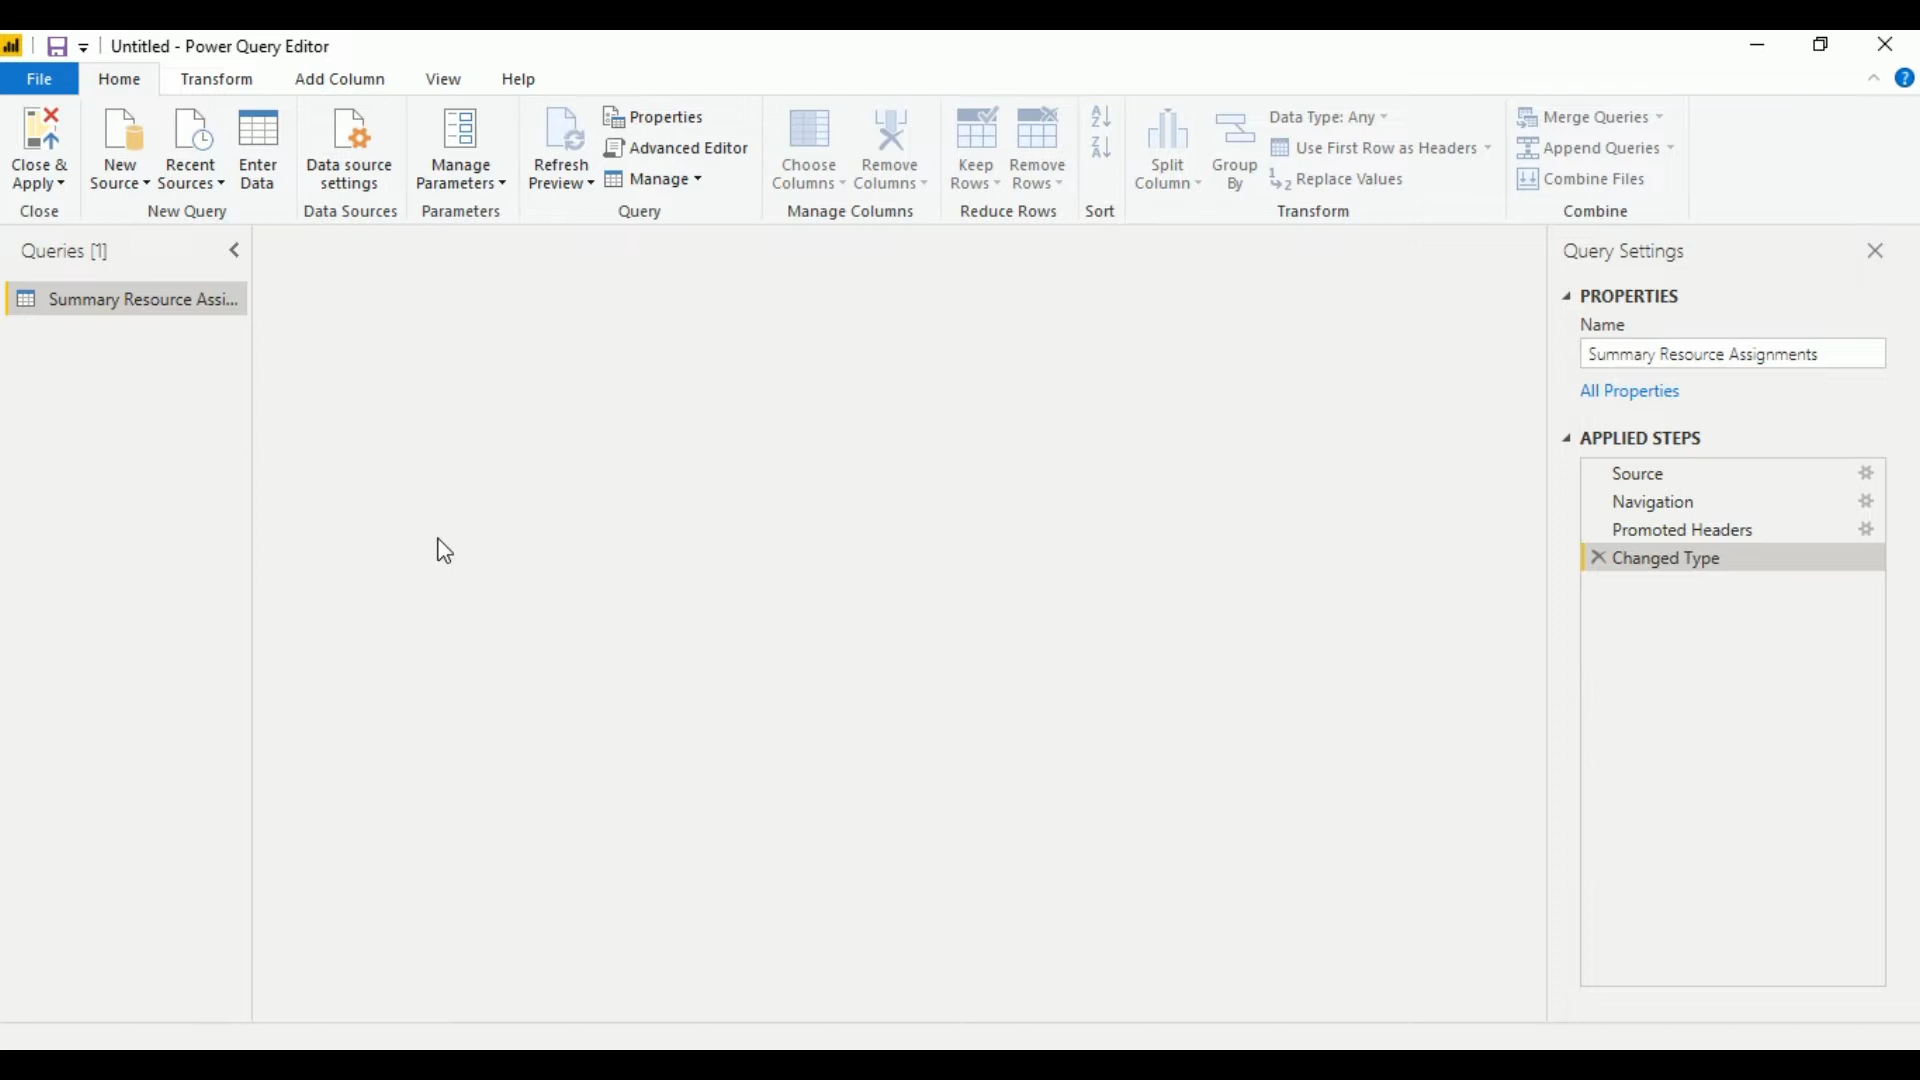 Untitled - Power Query Editor
File
Home
Transform
Add Column
View
Help
?
Close &
Apply
Close
New
Source
Recent
Sources
Enter
Data
New Query
Data source
settings
Data Sources
Manage
Parameters
Parameters
Refresh
Preview
Properties
Advanced Editor
Manage
Query
Choose
Columns
Remove
Columns
Manage Columns
Keep
Rows
Remove
Rows
Reduce Rows
A
Z
Z
A
Sort
Split
Column
Group
By
Data Type: Any
Use First Row as Headers
1
2
Replace Values
Transform
Merge Queries
Append Queries
Combine Files
Combine
Queries [1]
Summary Resource Assi...
Query Settings
PROPERTIES
Name
Summary Resource Assignments
All Properties
APPLIED STEPS
Source
Navigation
Promoted Headers
Changed Type